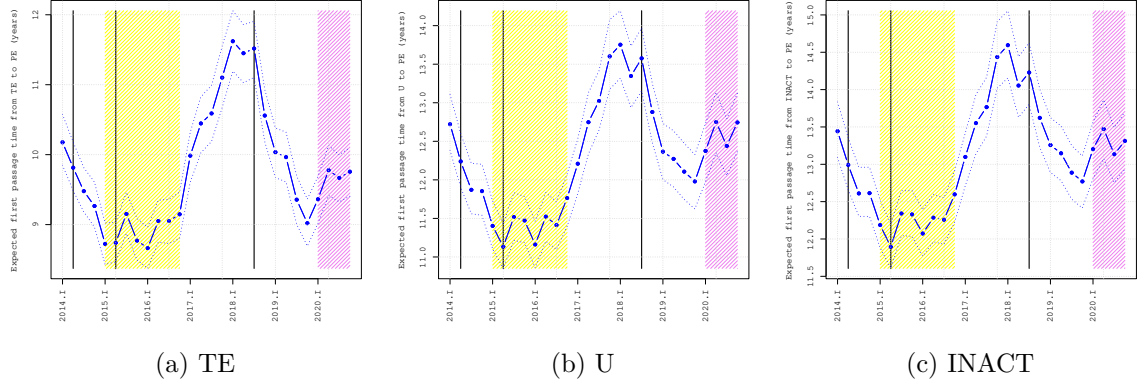 Expected first passage time from TE to PE (years)
12
11
10
9
2014.I
2015.I
2016.I
2017.I
2018.I
2019.I
2020.I
(a) TE
Expected first passage time from U to PE (years)
14.0
13.5
13.0
12.5
12.0
11.5
11.0
2014.I
2015.I
2016.I
2017.I
2018.I
2019.I
2020.I
(b) U
Expected first passage time from INACT to PE (years)
15.0
14.5
14.0
13.5
13.0
12.5
12.0
11.5
2014.I
2015.I
2016.I
2017.I
2018.I
2019.I
2020.I
(c) INACT